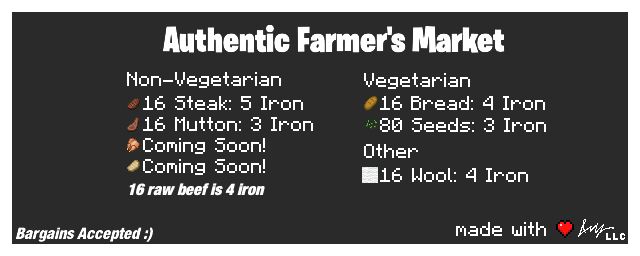 Authentic Farmer's Market
Non-Vegetarian
16 Steak: 5 Iron
16 Mutton: 3 Iron
Coming Soon!
Coming Soon!
16 raw beef is 4 iron
Vegetarian
16 Bread: 4 Iron
80 Seeds: 3 Iron
Other
16 Wool: 4 Iron
Bargains Accepted :)
made with
LLC